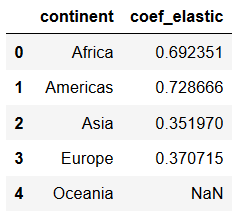 continent coef_elastic
0 Africa 0.692351
1 Americas 0.728666
2 Asia 0.351970
3 Europe 0.370715
4 Oceania NaN